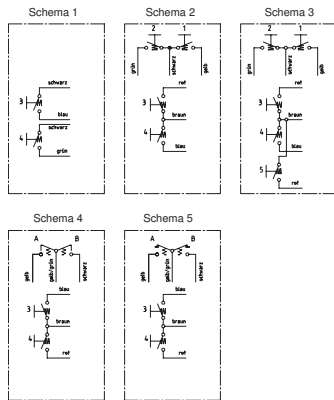 Schema 1
schwarz
3
blau
schwarz
4
grün
Schema 2
2 1
grün
schwarz
gelb
rot
3
braun
4
blau
Schema 3
2 1
grün
schwarz
gelb
rot
3
braun
4
blau
5
rot
Schema 4
A B
gelb
gelb/grün
schwarz
blau
3
braun
4
rot
Schema 5
A B
gelb
gelb/grün
schwarz
blau
3
braun
4
rot